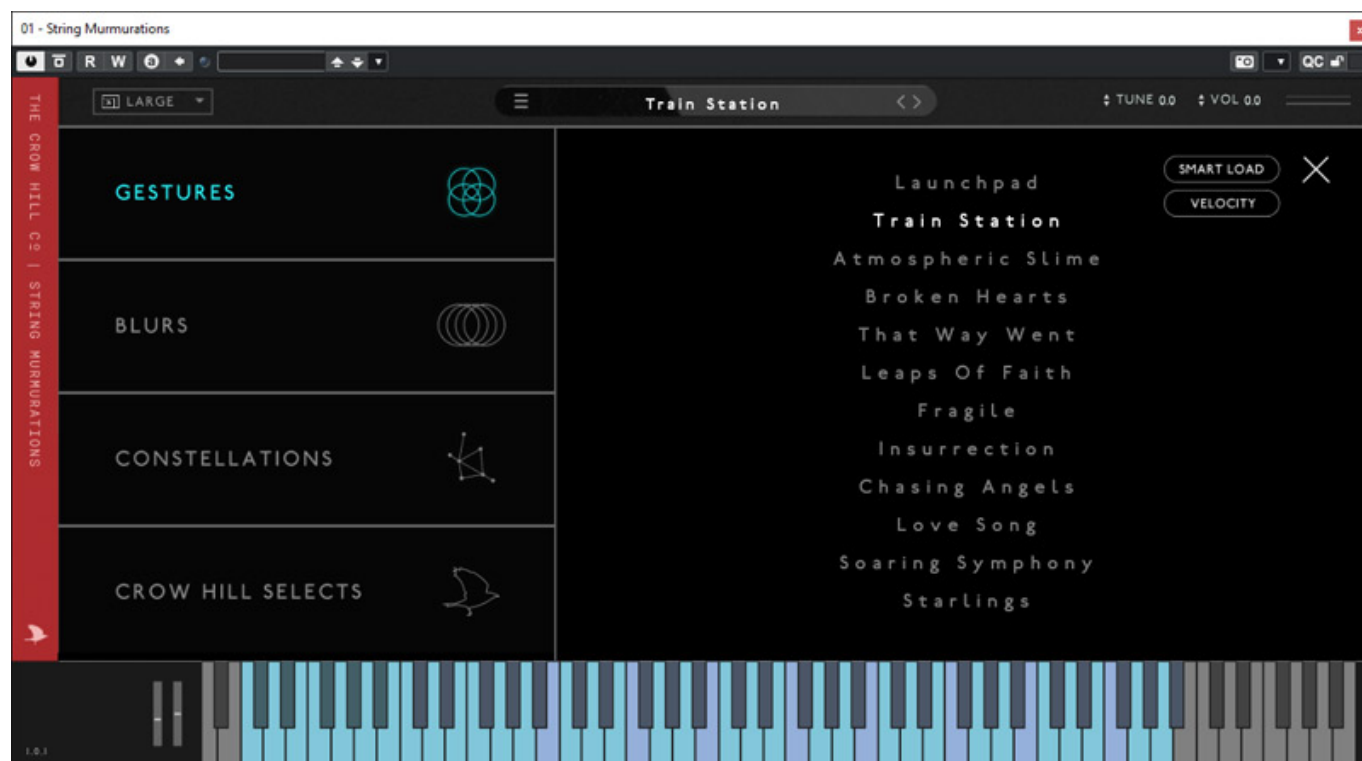 01 - String Murmurations
R W
QC
THE CROW HILL Cº | STRING MURMURATIONS
LARGE
Train Station
TUNE 0.0
VOL 0.0
GESTURES
BLURS
CONSTELLATIONS
CROW HILL SELECTS
Launchpad
Train Station
Atmospheric Slime
Broken Hearts
That Way Went
Leaps Of Faith
Fragile
Insurrection
Chasing Angels
Love Song
Soaring Symphony
Starlings
SMART LOAD
VELOCITY
1.0.1